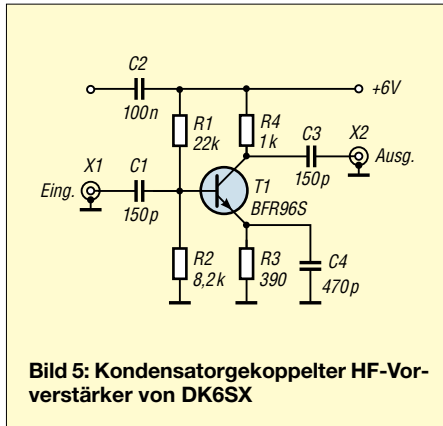 C2
100n
+6V
R1
22k
R4
1k
C3
150p
X2
Ausg.
X1
Eing.
C1
150p
T1
BFR96S
R2
8,2k
R3
390
C4
470p
Bild 5: Kondensatorgekoppelter HF-Vor-
verstärker von DK6SX